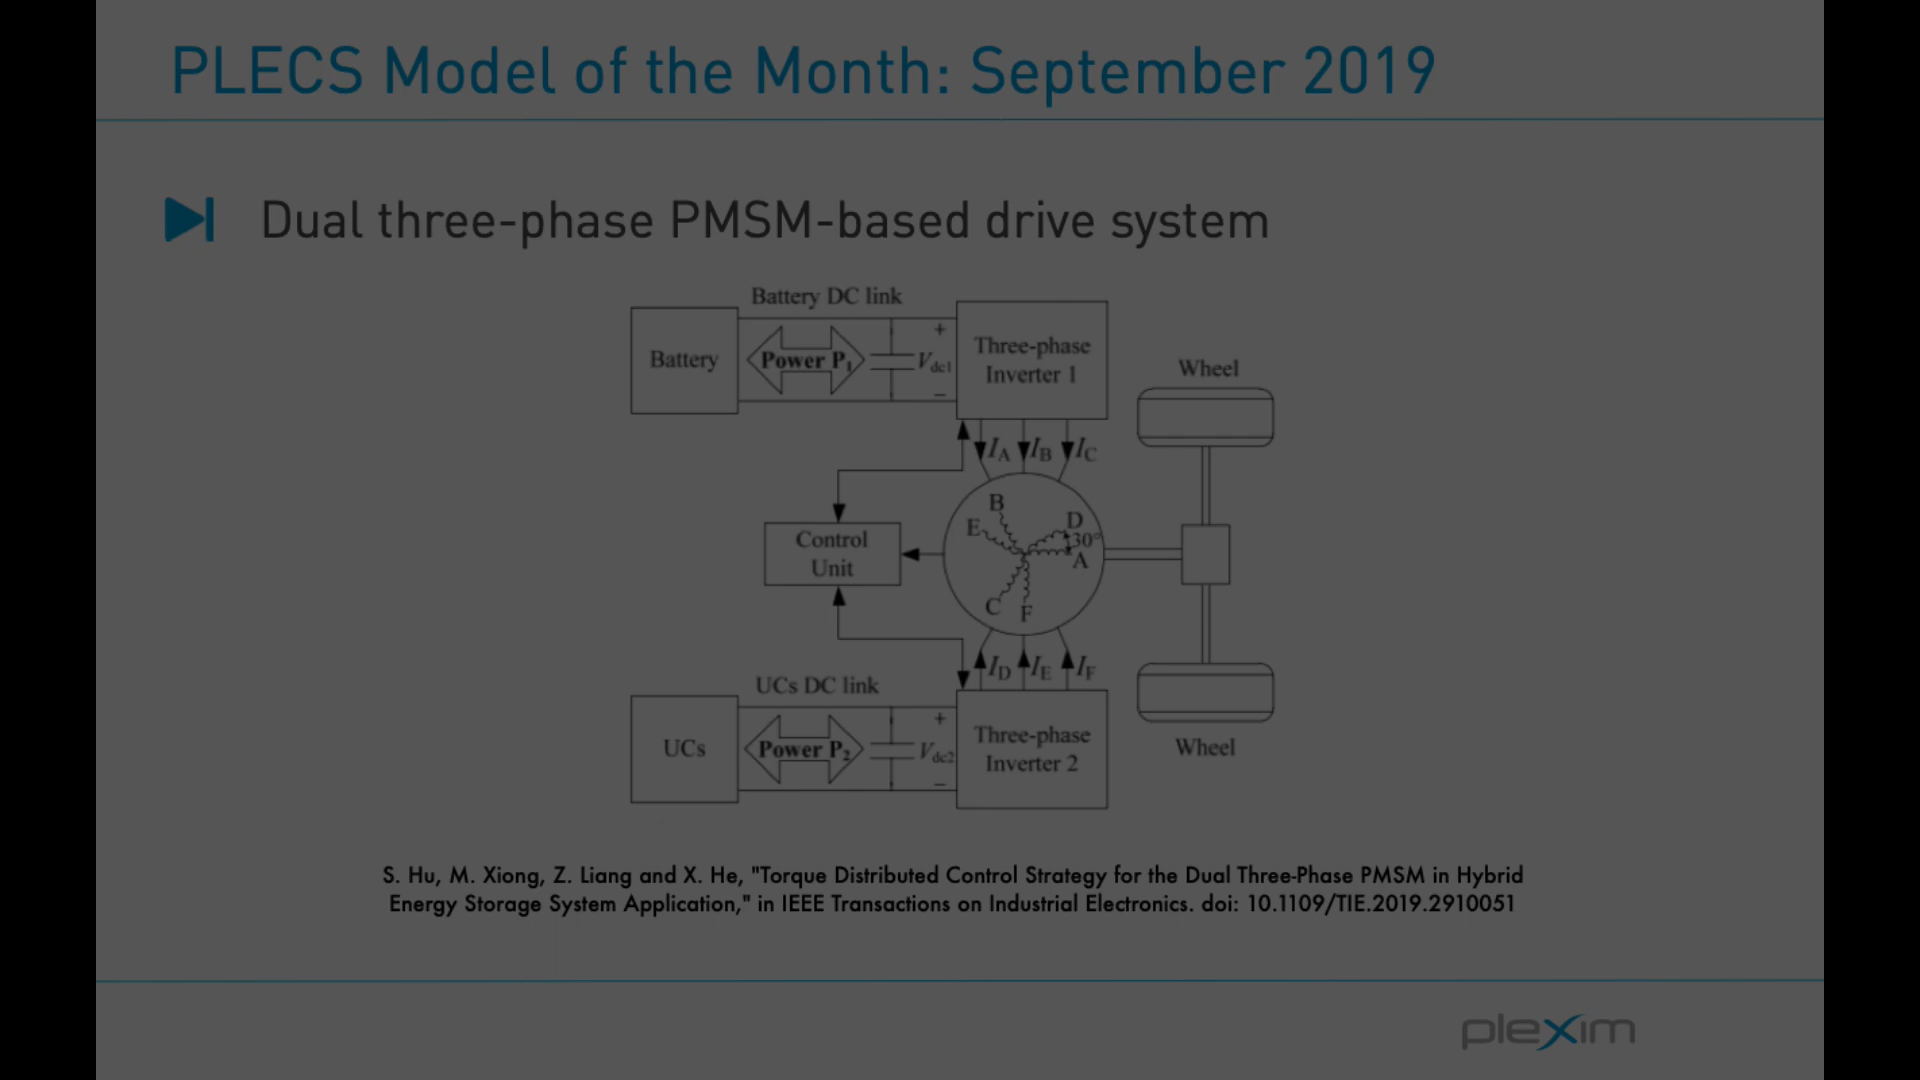 PLECS Model of the Month: September 2019
Dual three-phase PMSM-based drive system
Battery DC link
Battery
Power P1
+
Vdc1
−
Three-phase
Inverter 1
Wheel
IA IB IC
B
E
D
30°
A
C
F
Control
Unit
ID IE IF
UCs DC link
UCs
Power P2
+
Vdc2
−
Three-phase
Inverter 2
Wheel
S. Hu, M. Xiong, Z. Liang and X. He, "Torque Distributed Control Strategy for the Dual Three-Phase PMSM in Hybrid
Energy Storage System Application," in IEEE Transactions on Industrial Electronics. doi: 10.1109/TIE.2019.2910051
plexim